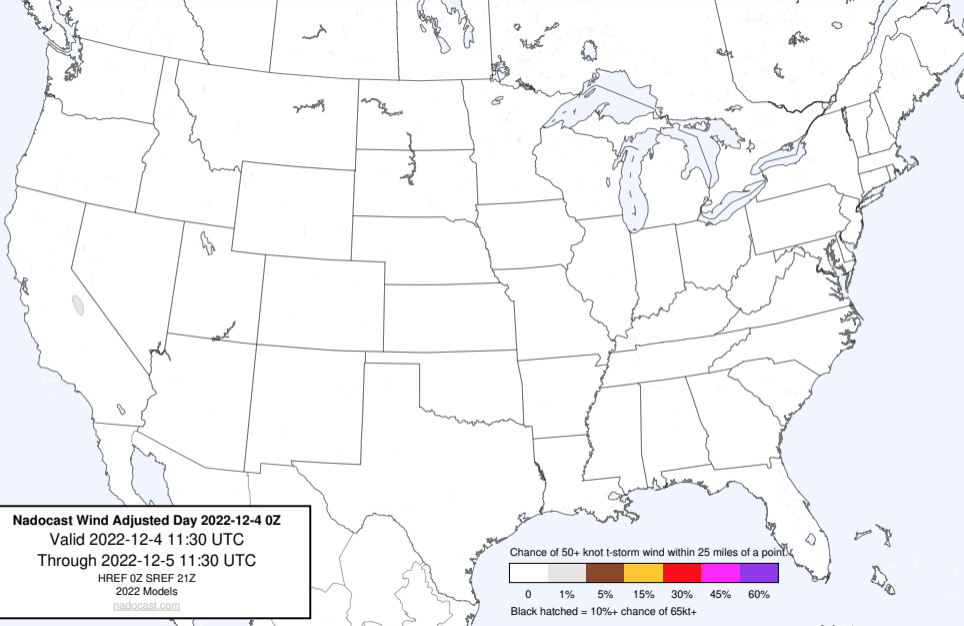 Nadocast Wind Adjusted Day 2022-12-4 0Z
Valid 2022-12-4 11:30 UTC
Through 2022-12-5 11:30 UTC
HREF 0Z SREF 21Z
2022 Models
nadocast.com
Chance of 50+ knot t-storm wind within 25 miles of a point.
0 1% 5% 15% 30% 45% 60%
Black hatched = 10%+ chance of 65kt+